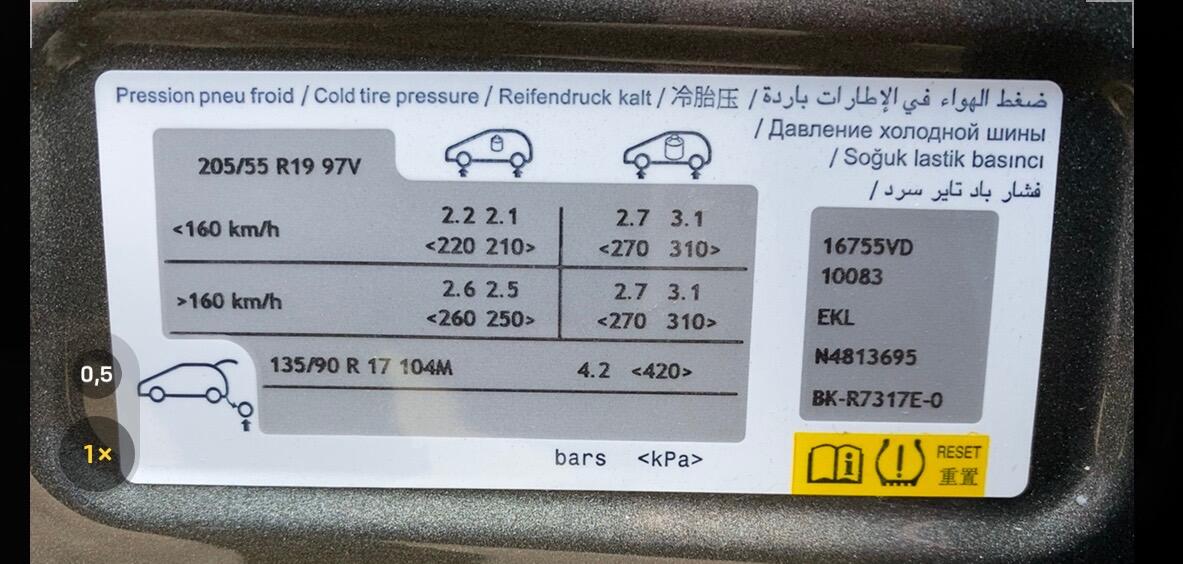 Pression pneu froid / Cold tire pressure / Reifendruck kalt / 冷胎压 / ضغط الهواء في الإطارات باردة
/ Давление холодной шины
/ Soğuk lastik basıncı
/ فشار باد تایر سرد
205/55 R19 97V
<160 km/h
2.2 2.1
2.7 3.1
<220 210>
<270 310>
>160 km/h
2.6 2.5
2.7 3.1
<260 250>
<270 310>
135/90 R 17 104M
4.2 <420>
bars <kPa>
16755VD
10083
EKL
N4813695
BK-R7317E-0
RESET
重置
0,5
1×